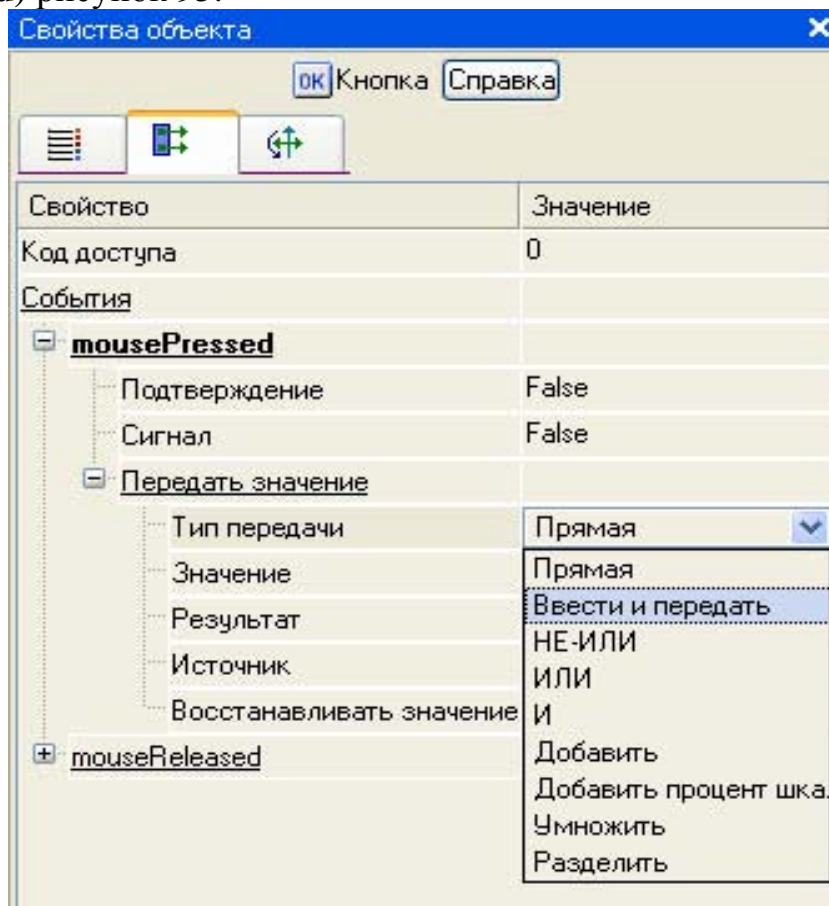 рисунок 93.
Свойства объекта
OK Кнопка Справка
Свойство Значение
Код доступа 0
События
mousePressed
Подтверждение False
Сигнал False
Передать значение
Тип передачи Прямая
Значение Прямая
Ввести и передать
Результат НЕ-ИЛИ
Источник ИЛИ
Восстанавливать значение И
mouseReleased Добавить
Добавить процент шка
Умножить
Разделить